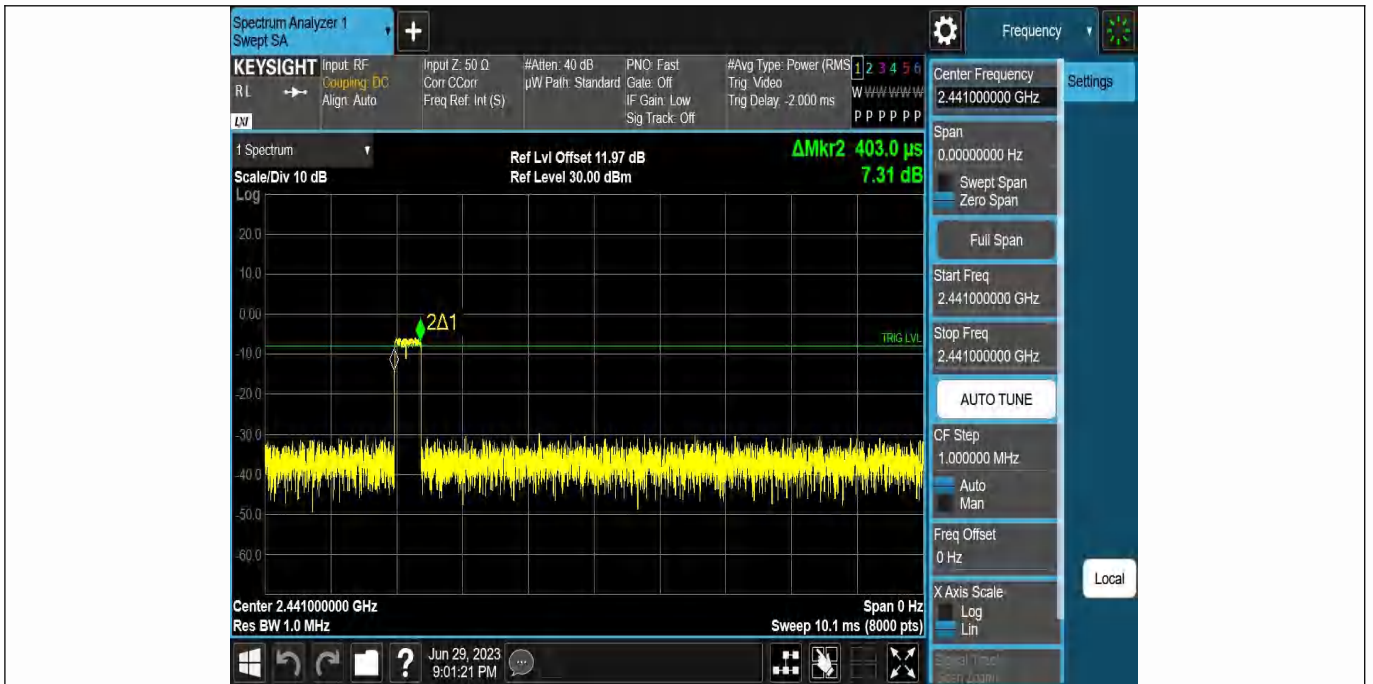 Spectrum Analyzer 1
Swept SA
Frequency
KEYSIGHT
RL
LXI
Input: RF
Coupling: DC
Align: Auto
Input Z: 50 Ω
Corr CCorr
Freq Ref: Int (S)
#Atten: 40 dB
µW Path: Standard
PNO: Fast
Gate: Off
IF Gain: Low
Sig Track: Off
#Avg Type: Power (RMS
Trig: Video
Trig Delay: -2.000 ms
1 2 3 4 5 6
W W W W W W
P P P P P P
1 Spectrum
Scale/Div 10 dB
Log
Ref Lvl Offset 11.97 dB
Ref Level 30.00 dBm
ΔMkr2 403.0 µs
7.31 dB
20.0
10.0
0.00
-10.0
-20.0
-30.0
-40.0
-50.0
-60.0
2Δ1
TRIG LVL
Center 2.441000000 GHz
Res BW 1.0 MHz
Span 0 Hz
Sweep 10.1 ms (8000 pts)
Jun 29, 2023
9:01:21 PM
Center Frequency
2.441000000 GHz
Span
0.00000000 Hz
Swept Span
Zero Span
Full Span
Start Freq
2.441000000 GHz
Stop Freq
2.441000000 GHz
AUTO TUNE
CF Step
1.000000 MHz
Auto
Man
Freq Offset
0 Hz
X Axis Scale
Log
Lin
Settings
Local